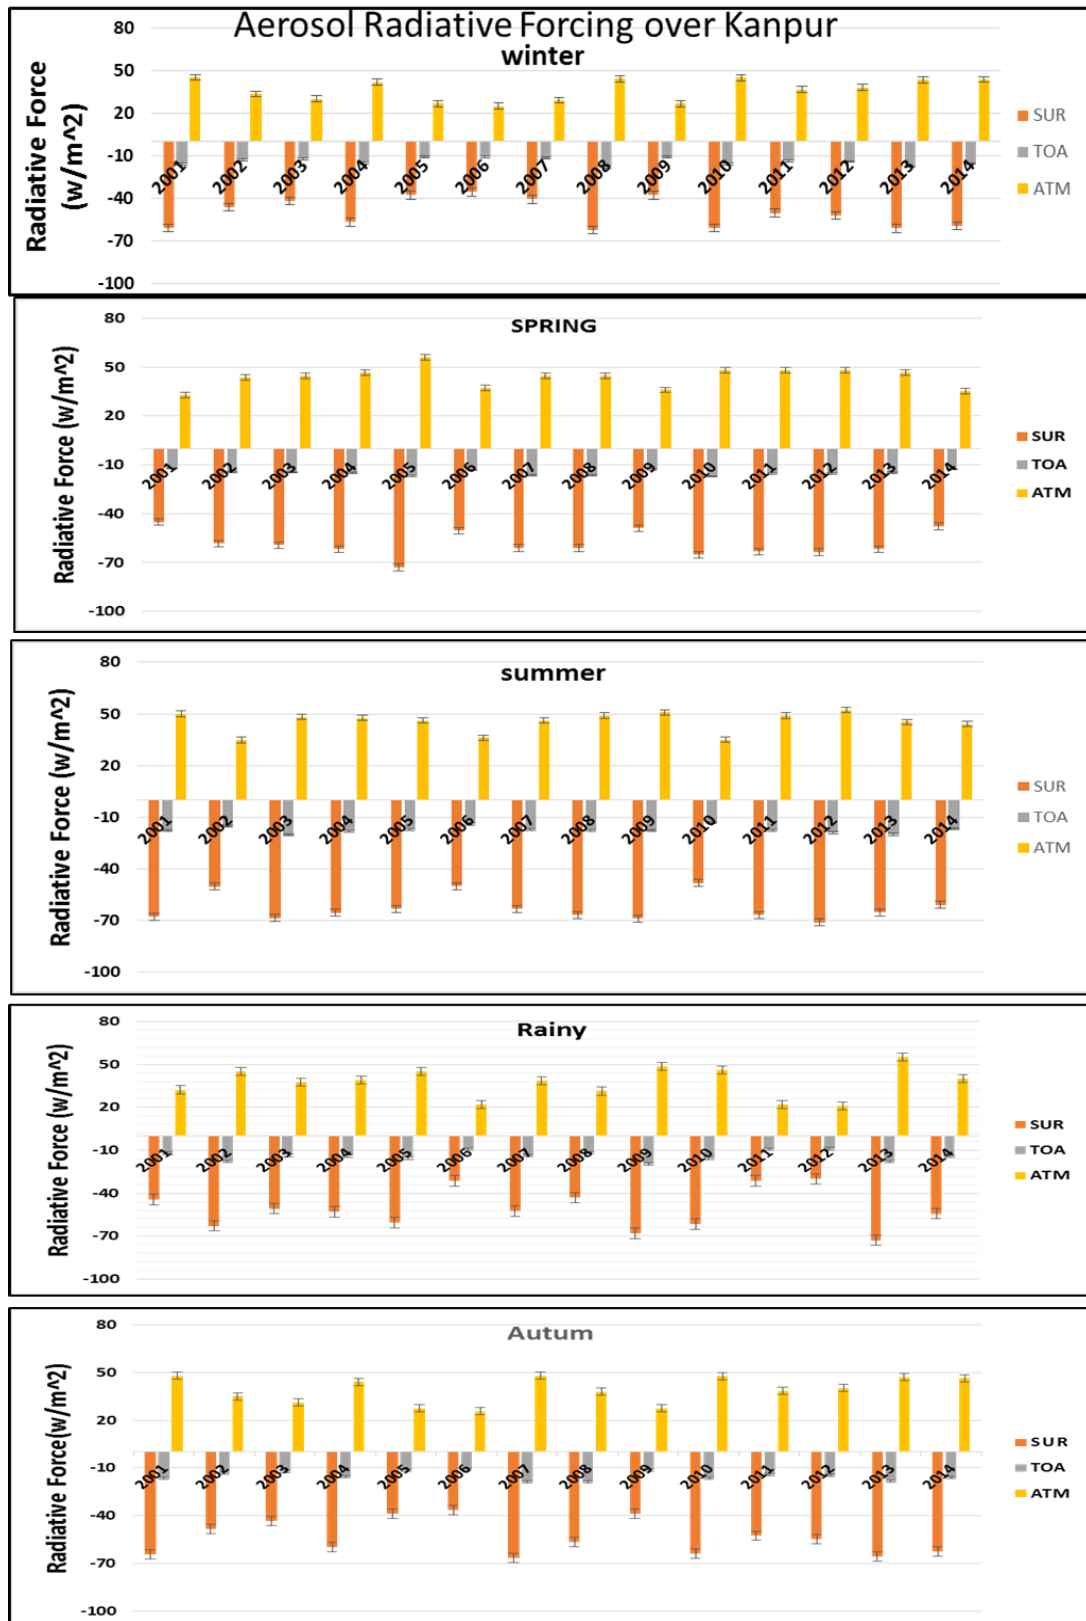 Aerosol Radiative Forcing over Kanpur
winter
Radiative Force
(w/m^2)
80
50
20
-10
-40
-70
-100
2001 2002 2003 2004 2005 2006 2007 2008 2009 2010 2011 2012 2013 2014
SUR
TOA
ATM
SPRING
Radiative Force (w/m^2)
80
50
20
-10
-40
-70
-100
2001 2002 2003 2004 2005 2006 2007 2008 2009 2010 2011 2012 2013 2014
SUR
TOA
ATM
summer
Radiative Force (w/m^2)
80
50
20
-10
-40
-70
-100
2001 2002 2003 2004 2005 2006 2007 2008 2009 2010 2011 2012 2013 2014
SUR
TOA
ATM
Rainy
Radiative Force (w/m^2)
80
50
20
-10
-40
-70
-100
2001 2002 2003 2004 2005 2006 2007 2008 2009 2010 2011 2012 2013 2014
SUR
TOA
ATM
Autum
Radiative Force(w/m^2)
80
50
20
-10
-40
-70
-100
2001 2002 2003 2004 2005 2006 2007 2008 2009 2010 2011 2012 2013 2014
SUR
TOA
ATM